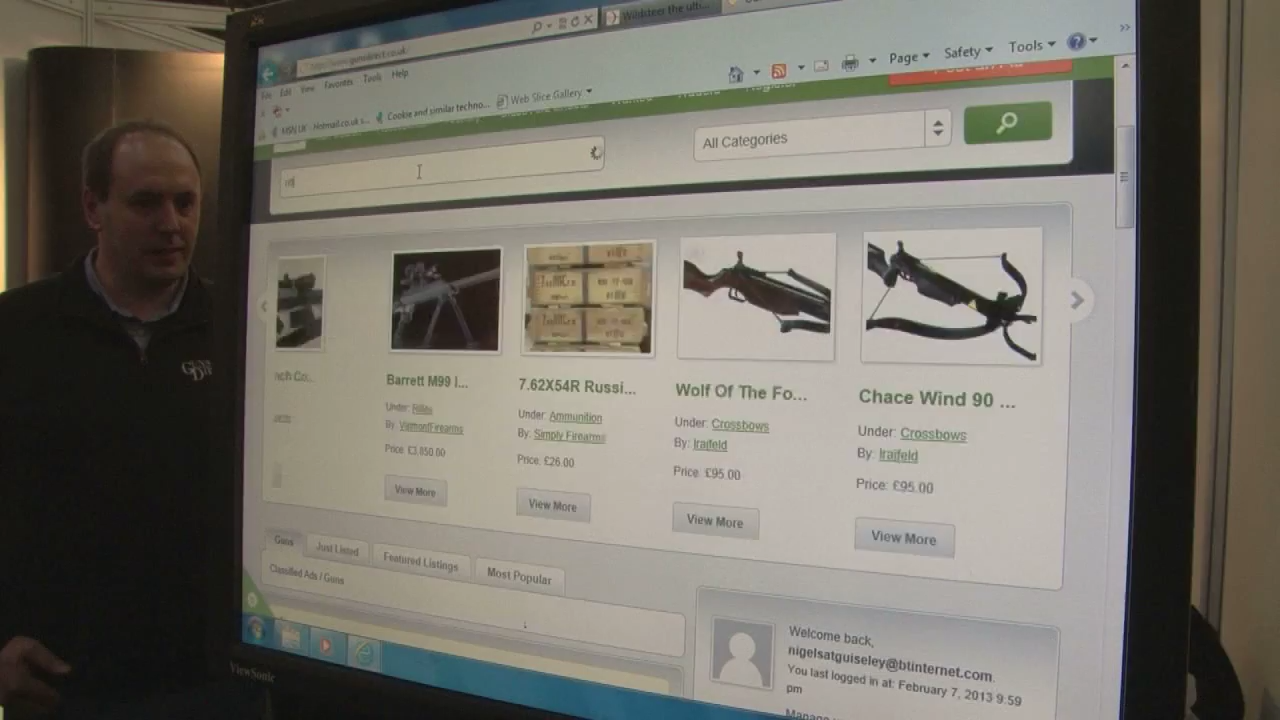 Wildsteer the ulti...
File Edit View Favorites Tools Help
Page Safety Tools
MSN UK - Hotmail.co.uk s... Cookie and similar techno... Web Slice Gallery
All Categories
Barrett M99 I...
Under: Rifles
By: ViamontFirearms
Price: £3,850.00
View More
7.62X54R Russi...
Under: Ammunition
By: Simply Firearms
Price: £26.00
View More
Wolf Of The Fo...
Under: Crossbows
By: Iraifeld
Price: £95.00
View More
Chace Wind 90 ...
Under: Crossbows
By: Iraifeld
Price: £95.00
View More
Guns
Just Listed
Featured Listings
Most Popular
Classified Ads / Guns
Welcome back,
nigelsatguiseley@btinternet.com.
You last logged in at: February 7, 2013 9:59
pm
ViewSonic